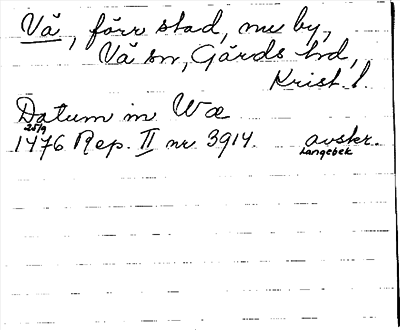 Vä, förr stad, nu by,
Vä sn, Gärds hd,
Krist. l.
Datum in Wæ
25/9
1476 Rep. II nr 3914. avskr.
Langebek